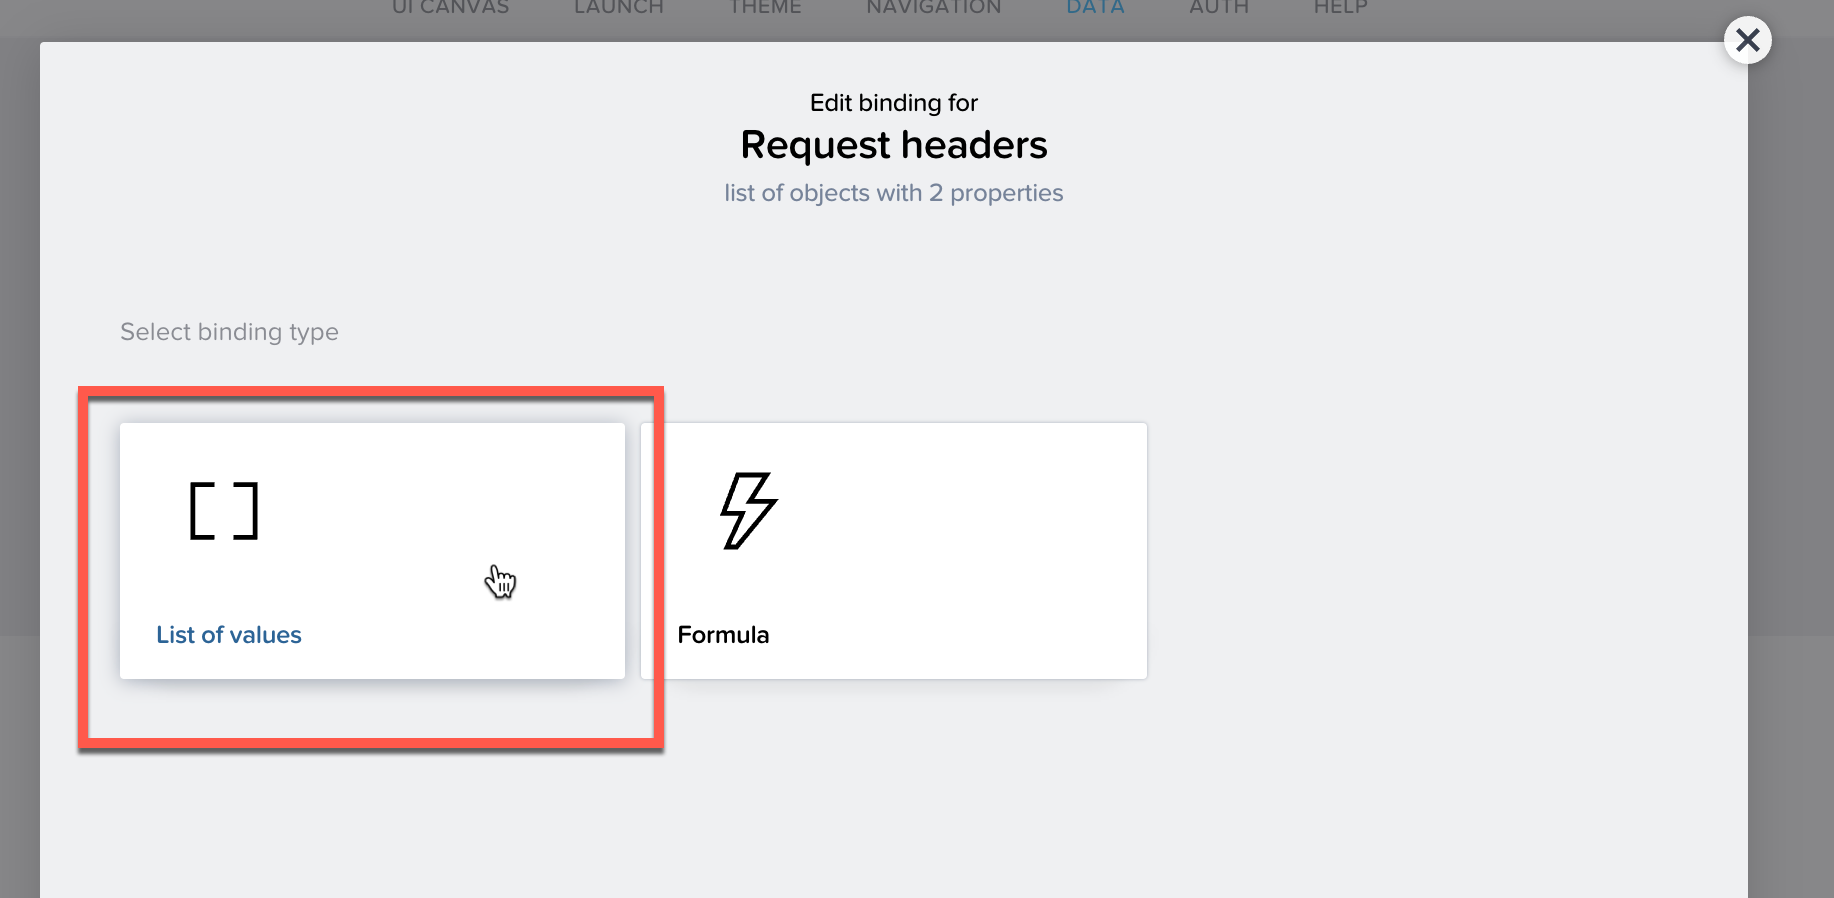 UI CANVAS LAUNCH THEME NAVIGATION DATA AUTH HELP
Edit binding for
Request headers
list of objects with 2 properties
Select binding type
List of values
Formula